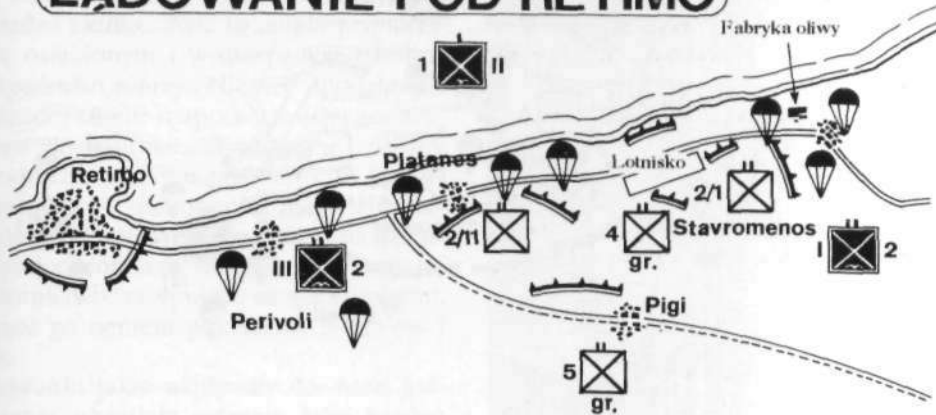 LĄDOWANIE POD RETIMO
Fabryka oliwy
1 II
Retimo
Platanes
Lotnisko
2/1
2/11
4
gr.
Stavromenos
I 2
III 2
Perivoli
Pigi
5
gr.